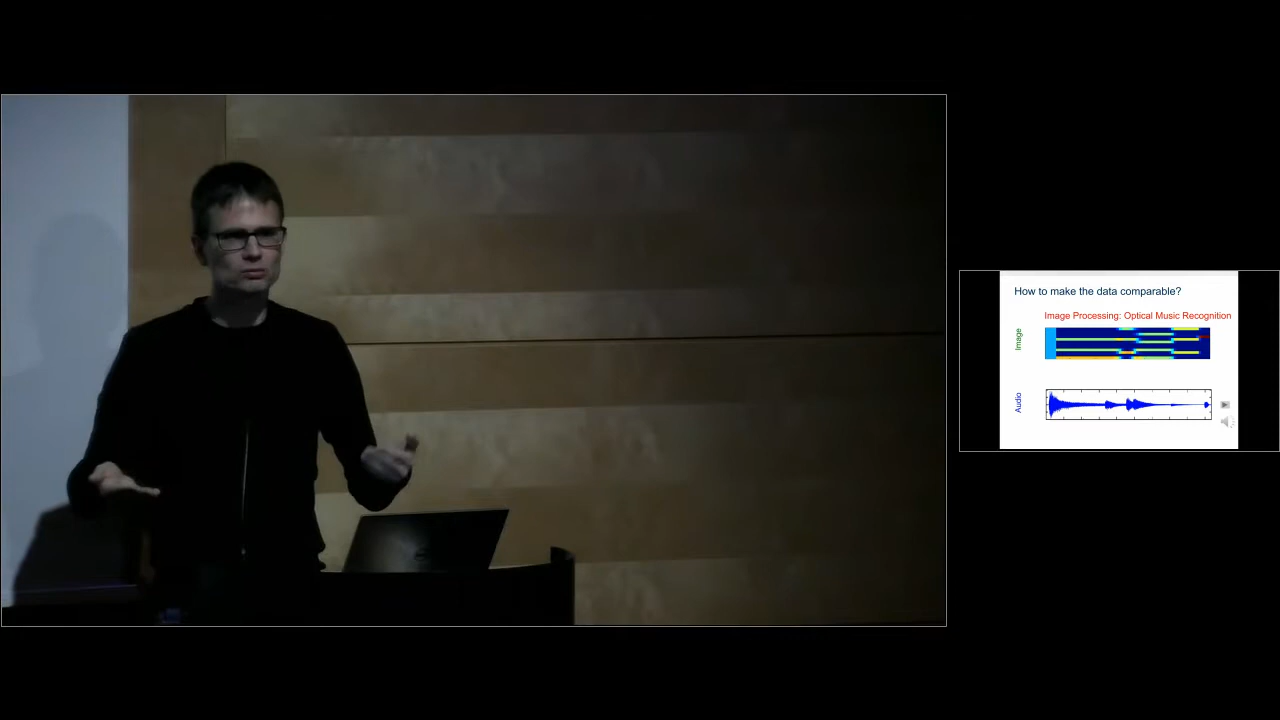 How to make the data comparable?
Image Processing: Optical Music Recognition
Image
Audio